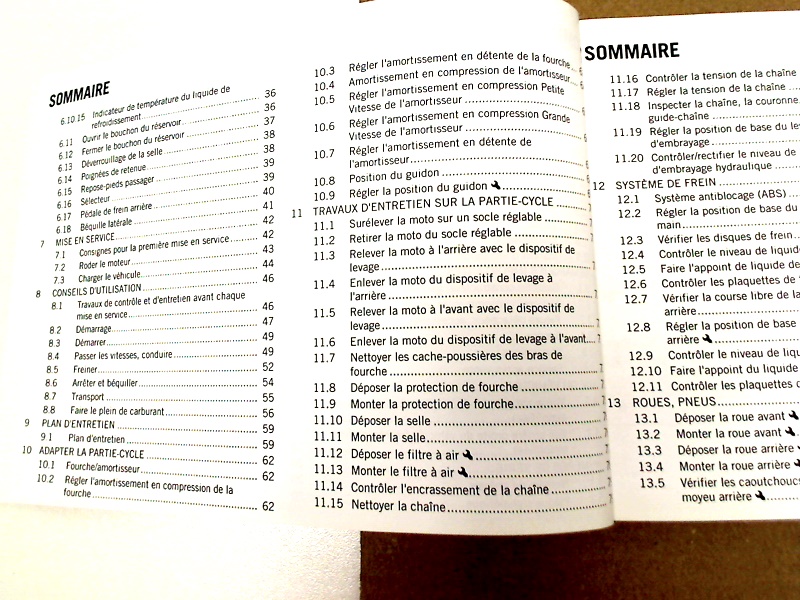 SOMMAIRE
6.10.15 Indicateur de température du liquide de
refroidissement 36
6.11 Ouvrir le bouchon du réservoir 36
6.12 Fermer le bouchon du réservoir 37
6.13 Déverrouillage de la selle 38
6.14 Poignées de retenue 38
6.15 Repose-pieds passager 39
6.16 Sélecteur 39
6.17 Pédale de frein arrière 40
6.18 Béquille latérale 41
7 MISE EN SERVICE 42
7.1 Consignes pour la première mise en service 42
7.2 Roder le moteur 43
7.3 Charger le véhicule 44
8 CONSEILS D'UTILISATION 46
8.1 Travaux de contrôle et d'entretien avant chaque
mise en service 46
8.2 Démarrage 47
8.3 Démarrer 49
8.4 Passer les vitesses, conduire 49
8.5 Freiner 52
8.6 Arrêter et béquiller 54
8.7 Transport 55
8.8 Faire le plein de carburant 56
9 PLAN D'ENTRETIEN 59
9.1 Plan d'entretien 59
10 ADAPTER LA PARTIE-CYCLE 62
10.1 Fourche/amortisseur 62
10.2 Régler l'amortissement en compression de la
fourche 62
10.3 Régler l'amortissement en détente de la fourche
10.4 Amortissement en compression de l'amortisseur
10.5 Régler l'amortissement en compression Petite
Vitesse de l'amortisseur
10.6 Régler l'amortissement en compression Grande
Vitesse de l'amortisseur
10.7 Régler l'amortissement en détente de
l'amortisseur
10.8 Position du guidon
10.9 Régler la position du guidon
11 TRAVAUX D'ENTRETIEN SUR LA PARTIE-CYCLE
11.1 Surélever la moto sur un socle réglable
11.2 Retirer la moto du socle réglable
11.3 Relever la moto à l'arrière avec le dispositif de
levage
11.4 Enlever la moto du dispositif de levage à
l'arrière
11.5 Relever la moto à l'avant avec le dispositif de
levage
11.6 Enlever la moto du dispositif de levage à l'avant
11.7 Nettoyer les cache-poussières des bras de
fourche
11.8 Déposer la protection de fourche
11.9 Monter la protection de fourche
11.10 Déposer la selle
11.11 Monter la selle
11.12 Déposer le filtre à air
11.13 Monter le filtre à air
11.14 Contrôler l'encrassement de la chaîne
11.15 Nettoyer la chaîne
SOMMAIRE
11.16 Contrôler la tension de la chaîne
11.17 Régler la tension de la chaîne
11.18 Inspecter la chaîne, la couronne
guide-chaîne
11.19 Régler la position de base du le
d'embrayage
11.20 Contrôler/rectifier le niveau de
d'embrayage hydraulique
12 SYSTÈME DE FREIN
12.1 Système antiblocage (ABS)
12.2 Régler la position de base du
main
12.3 Vérifier les disques de frein
12.4 Contrôler le niveau de liquide
12.5 Faire l'appoint de liquide de
12.6 Contrôler les plaquettes de
12.7 Vérifier la course libre de la
arrière
12.8 Régler la position de base
arrière
12.9 Contrôler le niveau de liqu
12.10 Faire l'appoint du liquide
12.11 Contrôler les plaquettes d
13 ROUES, PNEUS
13.1 Déposer la roue avant
13.2 Monter la roue avant
13.3 Déposer la roue arrière
13.4 Monter la roue arrière
13.5 Vérifier les caoutchoucs
moyeu arrière